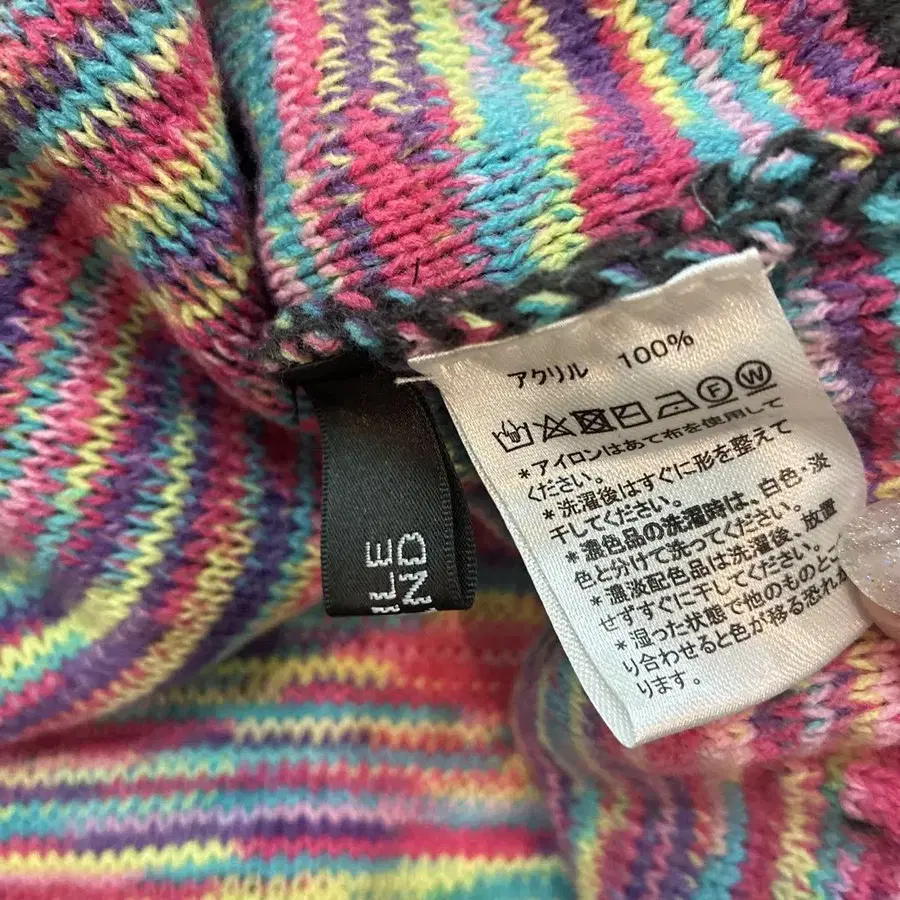 アクリル 100%
F W
*アイロンはあて布を使用して
ください。
*洗濯後はすぐに形を整えて
干してください。
*濃色品の洗濯時は、白色・淡
色と分けて洗ってください。
*濃淡配色品は洗濯後、放置
せずすぐに干してください。
*湿った状態で他のものとこ
り合わせると色が移る恐れが
ります。
ILE
ND